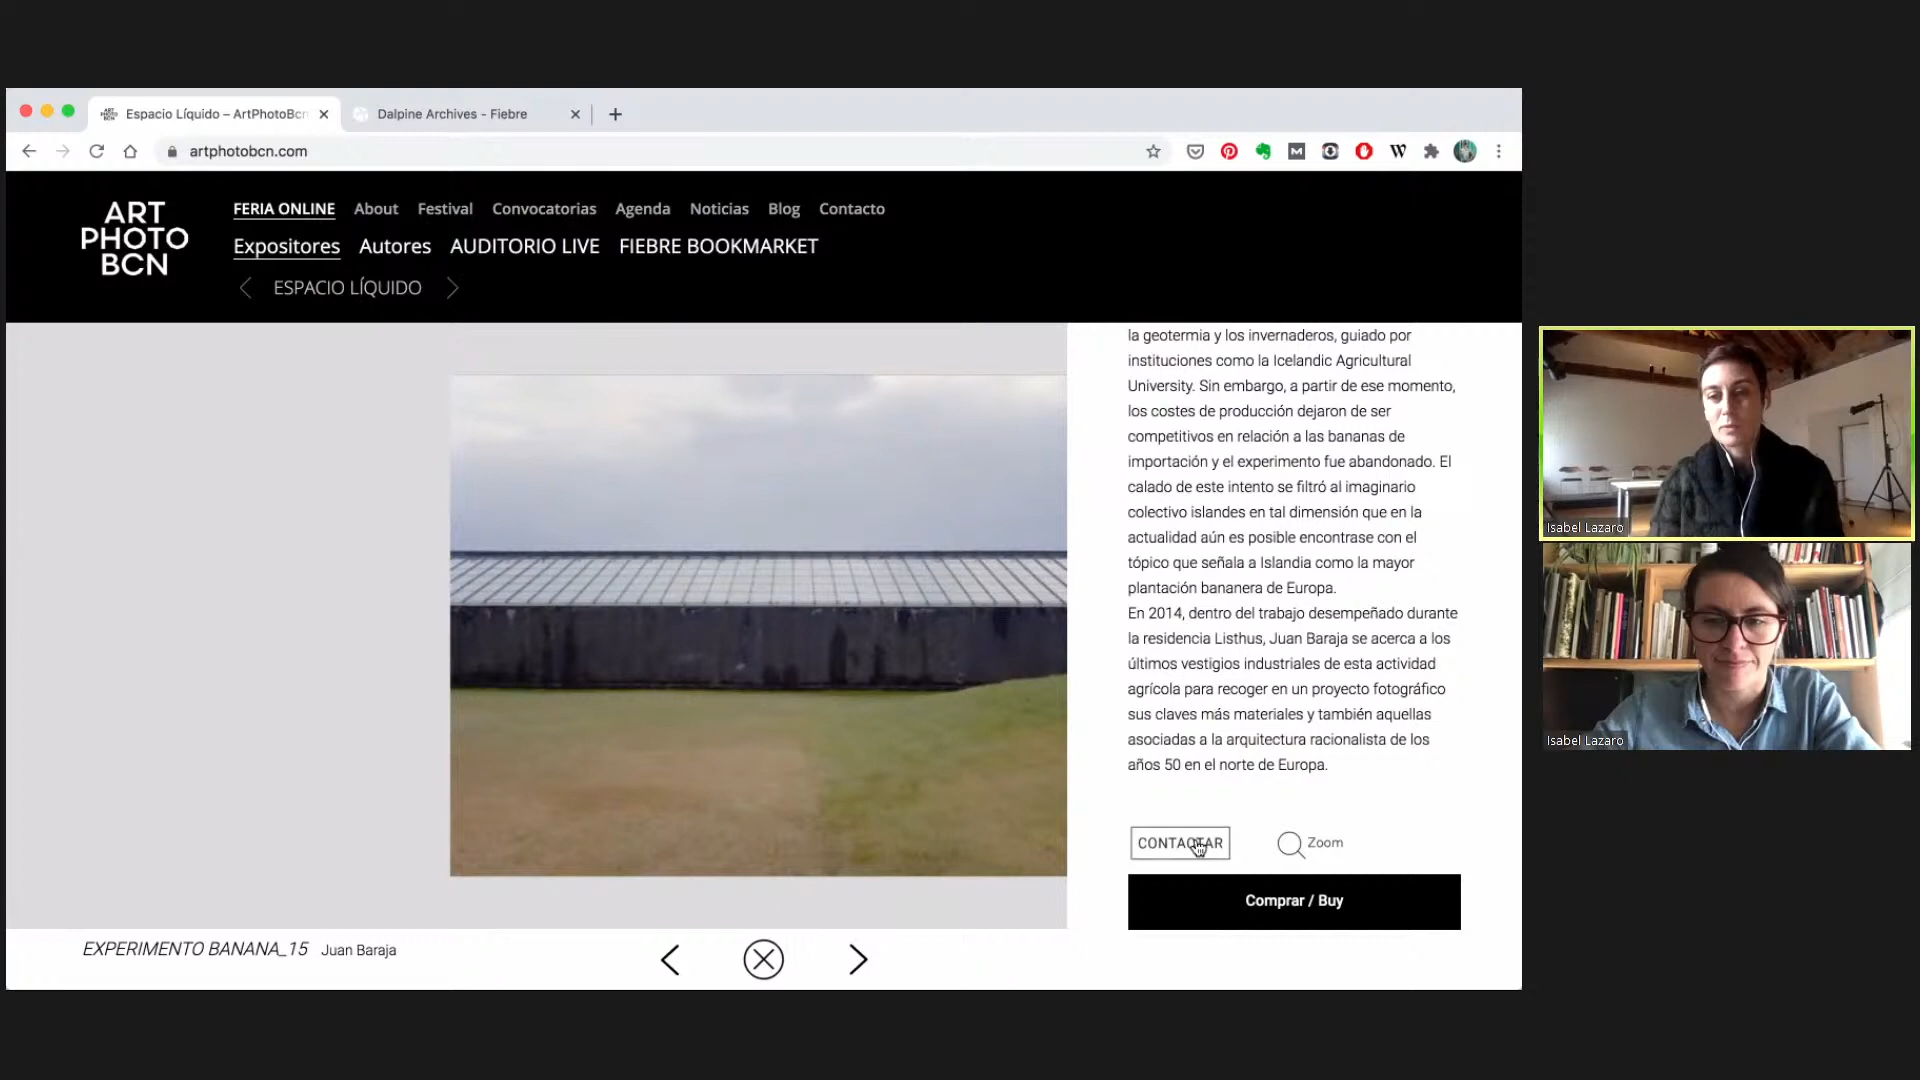 Espacio Líquido – ArtPhotoBcn
Dalpine Archives - Fiebre
artphotobcn.com
ART
PHOTO
BCN
FERIA ONLINE About Festival Convocatorias Agenda Noticias Blog Contacto
Expositores Autores AUDITORIO LIVE FIEBRE BOOKMARKET
ESPACIO LÍQUIDO
la geotermia y los invernaderos, guiado por
instituciones como la Icelandic Agricultural
University. Sin embargo, a partir de ese momento,
los costes de producción dejaron de ser
competitivos en relación a las bananas de
importación y el experimento fue abandonado. El
calado de este intento se filtró al imaginario
colectivo islandes en tal dimensión que en la
actualidad aún es posible encontrase con el
tópico que señala a Islandia como la mayor
plantación bananera de Europa.
En 2014, dentro del trabajo desempeñado durante
la residencia Listhus, Juan Baraja se acerca a los
últimos vestigios industriales de esta actividad
agrícola para recoger en un proyecto fotográfico
sus claves más materiales y también aquellas
asociadas a la arquitectura racionalista de los
años 50 en el norte de Europa.
CONTACTAR Zoom
Comprar / Buy
EXPERIMENTO BANANA_15 Juan Baraja
Isabel Lazaro
Isabel Lazaro